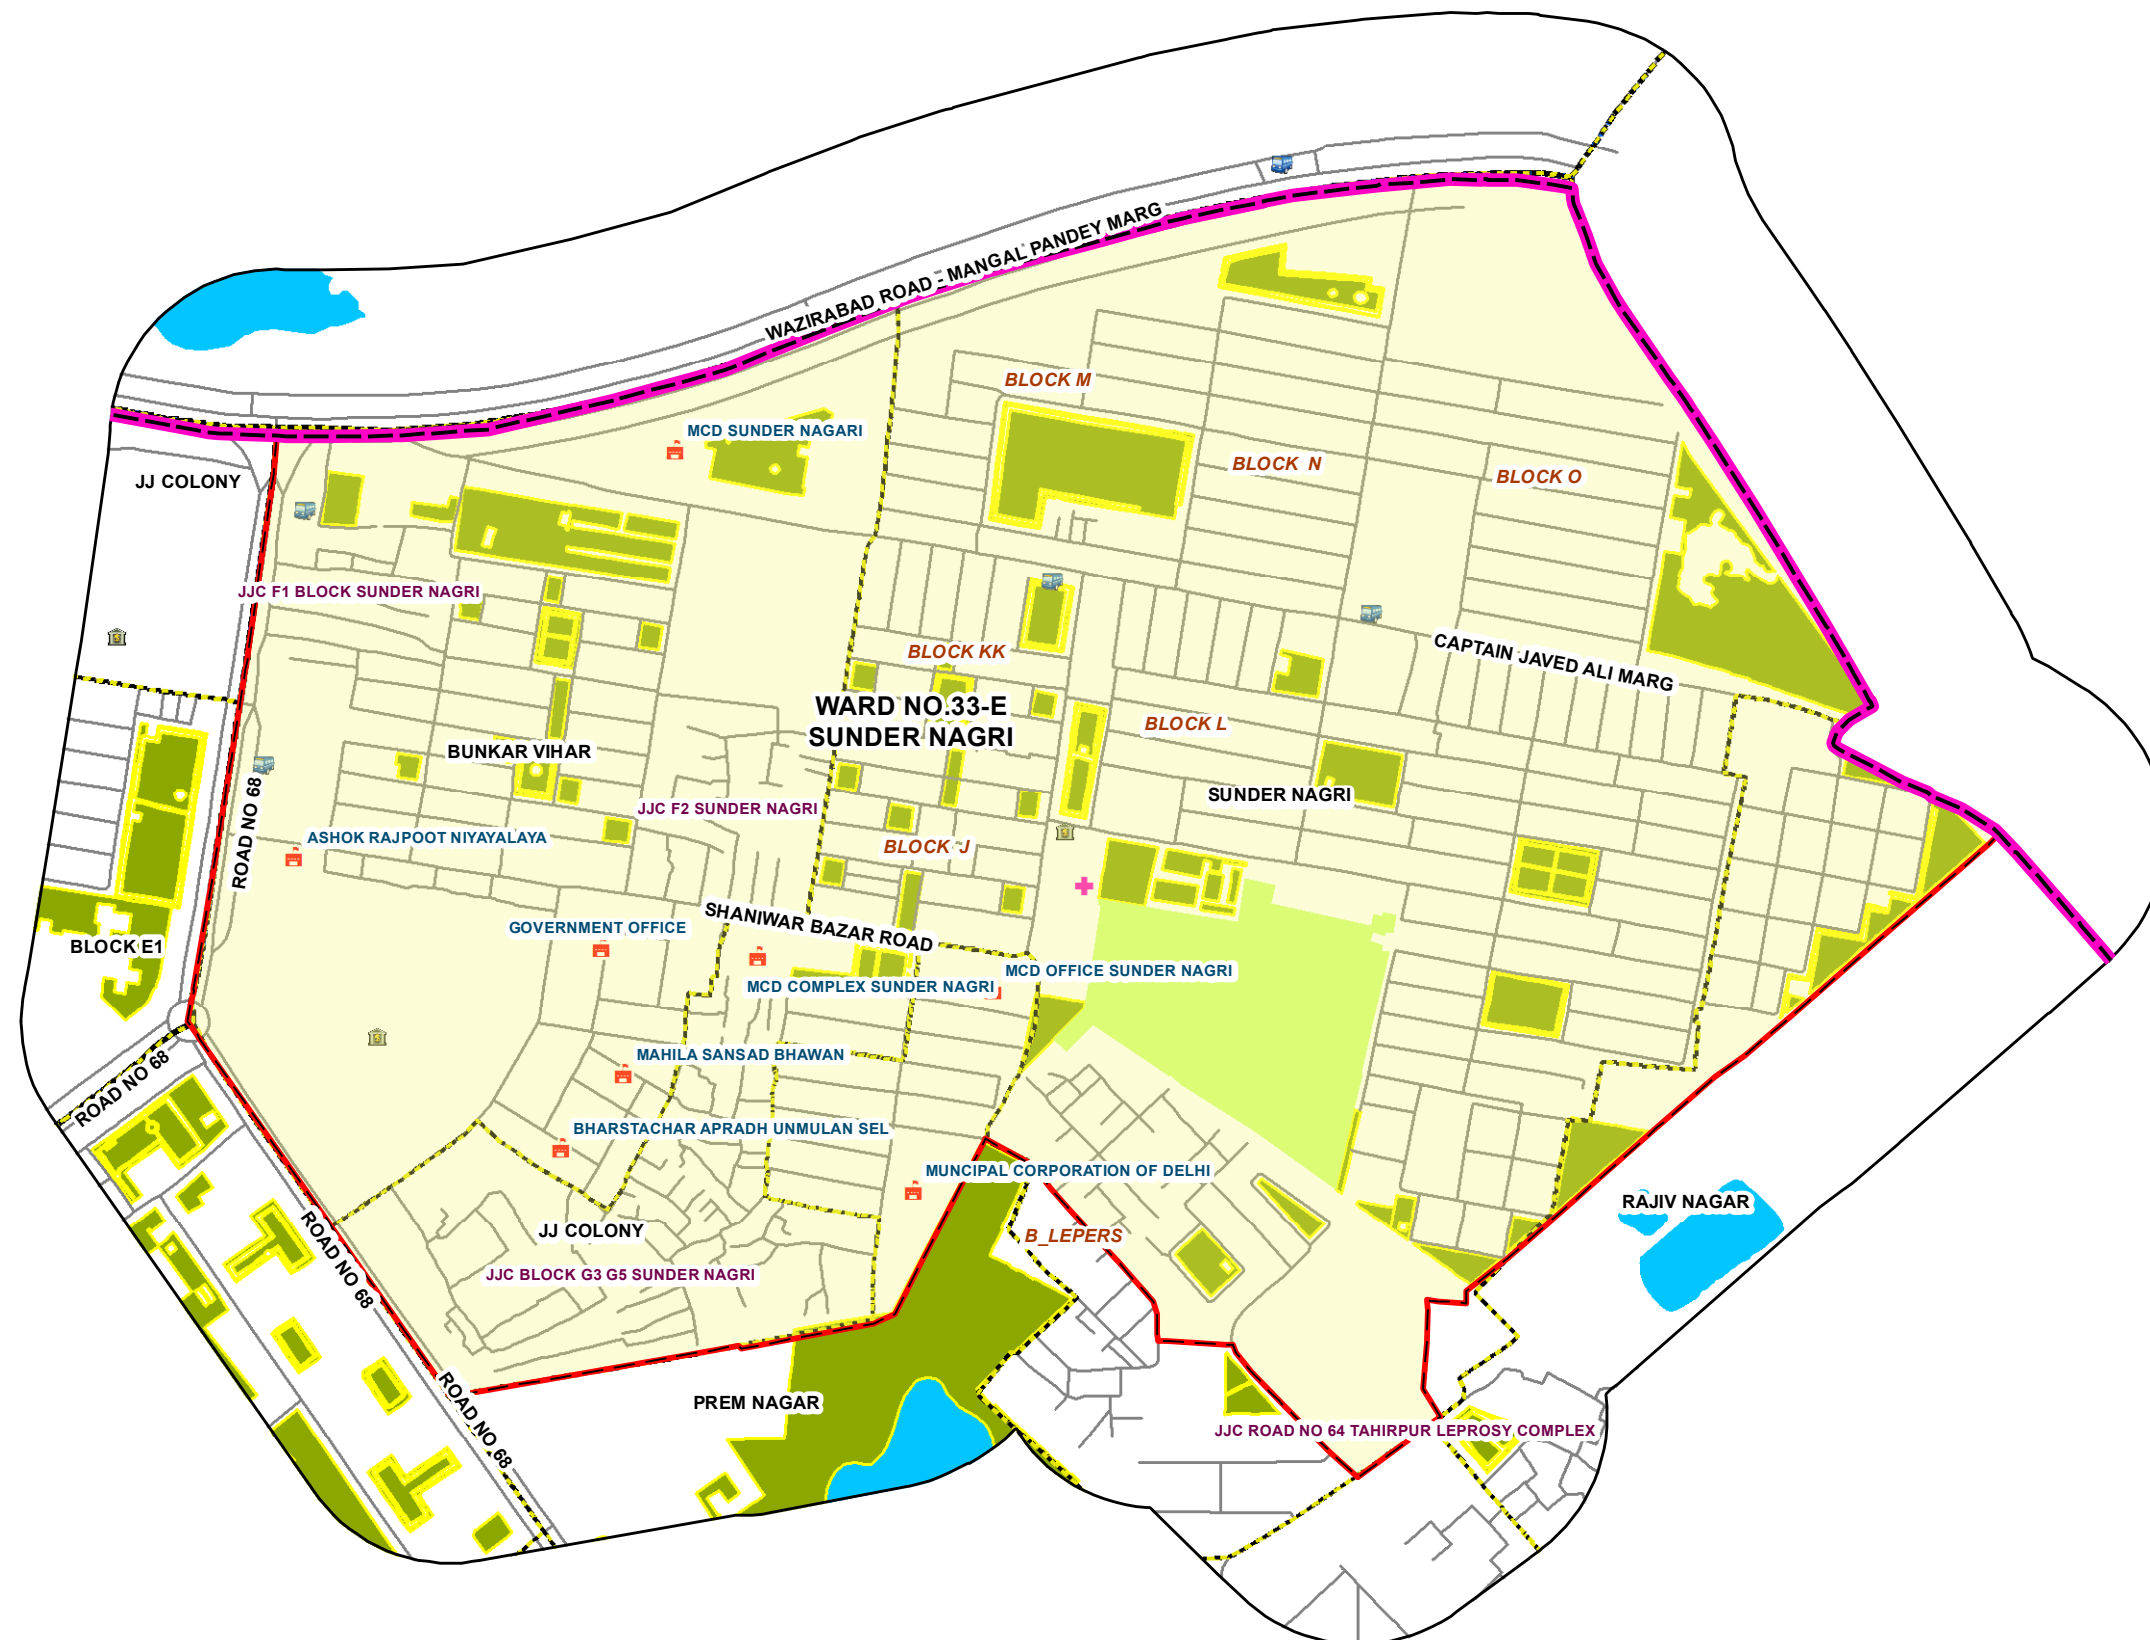 WAZIRABAD ROAD - MANGAL PANDEY MARG
BLOCK M
MCD SUNDER NAGARI
BLOCK N
BLOCK O
JJ COLONY
JJC F1 BLOCK SUNDER NAGRI
BLOCK KK
CAPTAIN JAVED ALI MARG
WARD NO.33-E
SUNDER NAGRI
BLOCK L
BUNKAR VIHAR
SUNDER NAGRI
JJC F2 SUNDER NAGRI
ROAD NO 68
ASHOK RAJPOOT NIYAYALAYA
BLOCK J
SHANIWAR BAZAR ROAD
GOVERNMENT OFFICE
BLOCK E1
MCD OFFICE SUNDER NAGRI
MCD COMPLEX SUNDER NAGRI
MAHILA SANSAD BHAWAN
ROAD NO 68
BHARSTACHAR APRADH UNMULAN SEL
MUNCIPAL CORPORATION OF DELHI
RAJIV NAGAR
JJ COLONY
B_LEPERS
ROAD NO 68
JJC BLOCK G3 G5 SUNDER NAGRI
PREM NAGAR
ROAD NO 68
JJC ROAD NO 64 TAHIRPUR LEPROSY COMPLEX